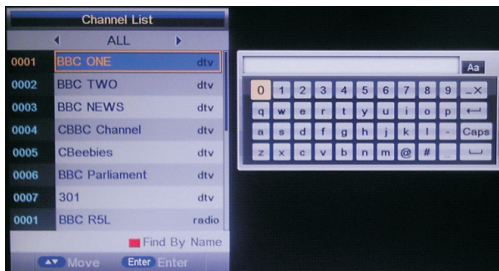 Channel List
ALL
0001 BBC ONE dtv
0002 BBC TWO dtv
0003 BBC NEWS dtv
0004 CBBC Channel dtv
0005 CBeebies dtv
0006 BBC Parliament dtv
0007 301 dtv
0001 BBC R5L radio
Find By Name
Move Enter Enter
Aa
0 1 2 3 4 5 6 7 8 9 ..X
q w e r t y u i o p
a s d f g h j k l - Caps
z x c v b n m @ #